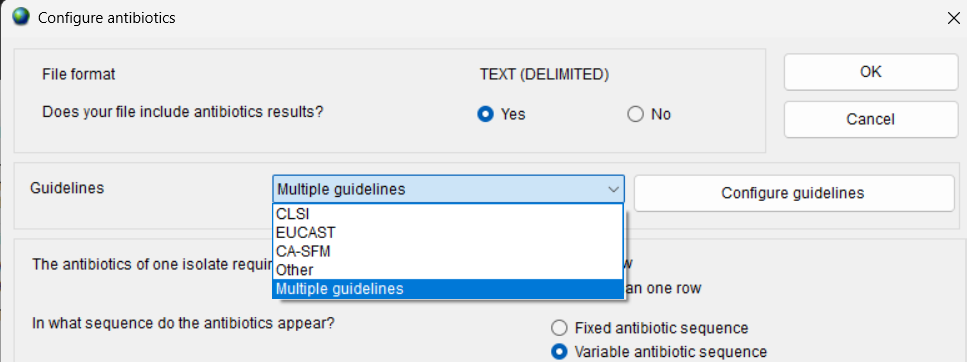 Configure antibiotics
File format TEXT (DELIMITED)
Does your file include antibiotics results? Yes No
OK
Cancel
Guidelines Multiple guidelines Configure guidelines
CLSI
EUCAST
CA-SFM
Other
Multiple guidelines
The antibiotics of one isolate
one row
In what sequence do the antibiotics appear?
Fixed antibiotic sequence
Variable antibiotic sequence